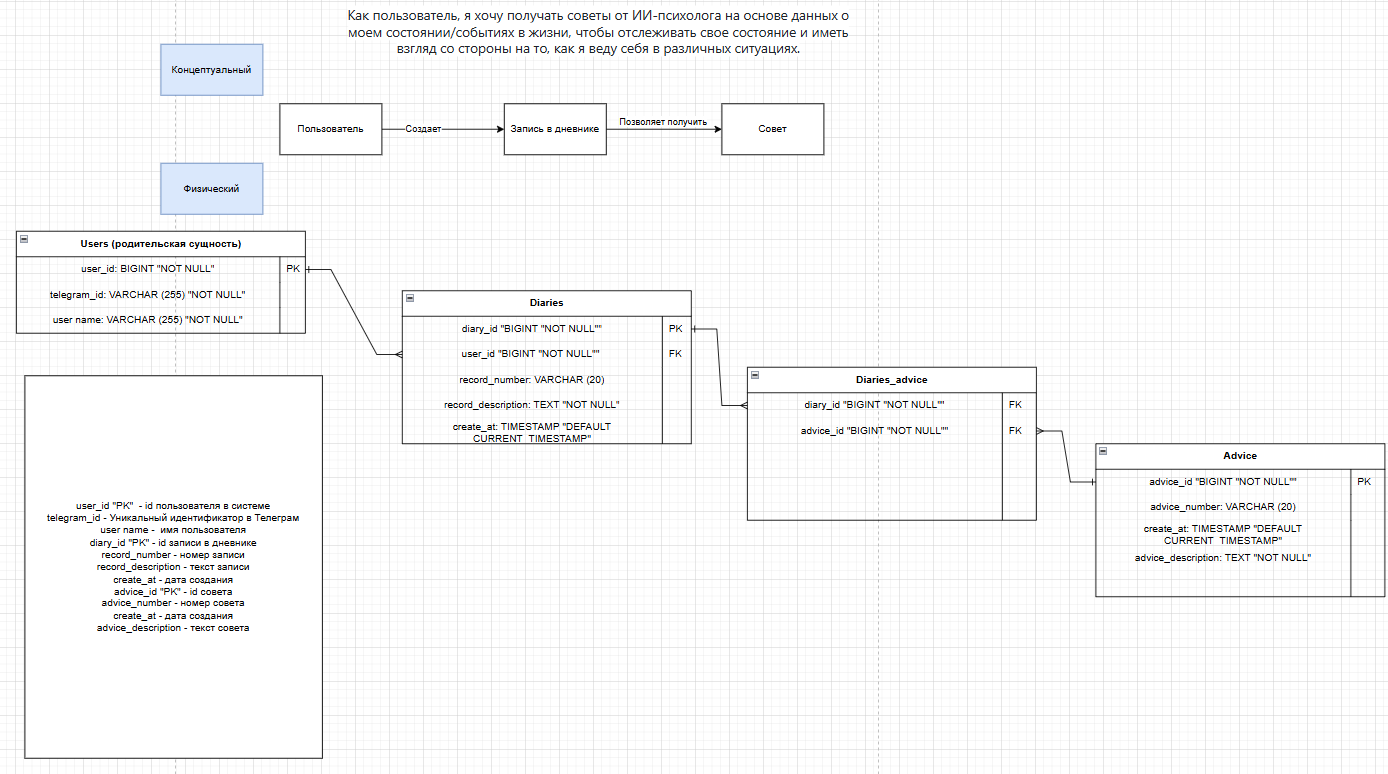 Как пользователь, я хочу получать советы от ИИ-психолога на основе данных о
моем состоянии/событиях в жизни, чтобы отслеживать свое состояние и иметь
взгляд со стороны на то, как я веду себя в различных ситуациях.
Концептуальный
Пользователь
Создает
Запись в дневнике
Позволяет получить
Совет
Физический
Users (родительская сущность)
user_id: BIGINT "NOT NULL"
PK
telegram_id: VARCHAR (255) "NOT NULL"
user name: VARCHAR (255) "NOT NULL"
Diaries
diary_id "BIGINT "NOT NULL""
PK
user_id "BIGINT "NOT NULL""
FK
record_number: VARCHAR (20)
record_description: TEXT "NOT NULL"
create_at: TIMESTAMP "DEFAULT
CURRENT_TIMESTAMP"
Diaries_advice
diary_id "BIGINT "NOT NULL""
FK
advice_id "BIGINT "NOT NULL""
FK
Advice
advice_id "BIGINT "NOT NULL""
PK
advice_number: VARCHAR (20)
create_at: TIMESTAMP "DEFAULT
CURRENT_TIMESTAMP"
advice_description: TEXT "NOT NULL"
user_id "PK" - id пользователя в системе
telegram_id - Уникальный идентификатор в Телеграм
user name - имя пользователя
diary_id "PK" - id записи в дневнике
record_number - номер записи
record_description - текст записи
create_at - дата создания
advice_id "PK" - id совета
advice_number - номер совета
create_at - дата создания
advice_description - текст совета